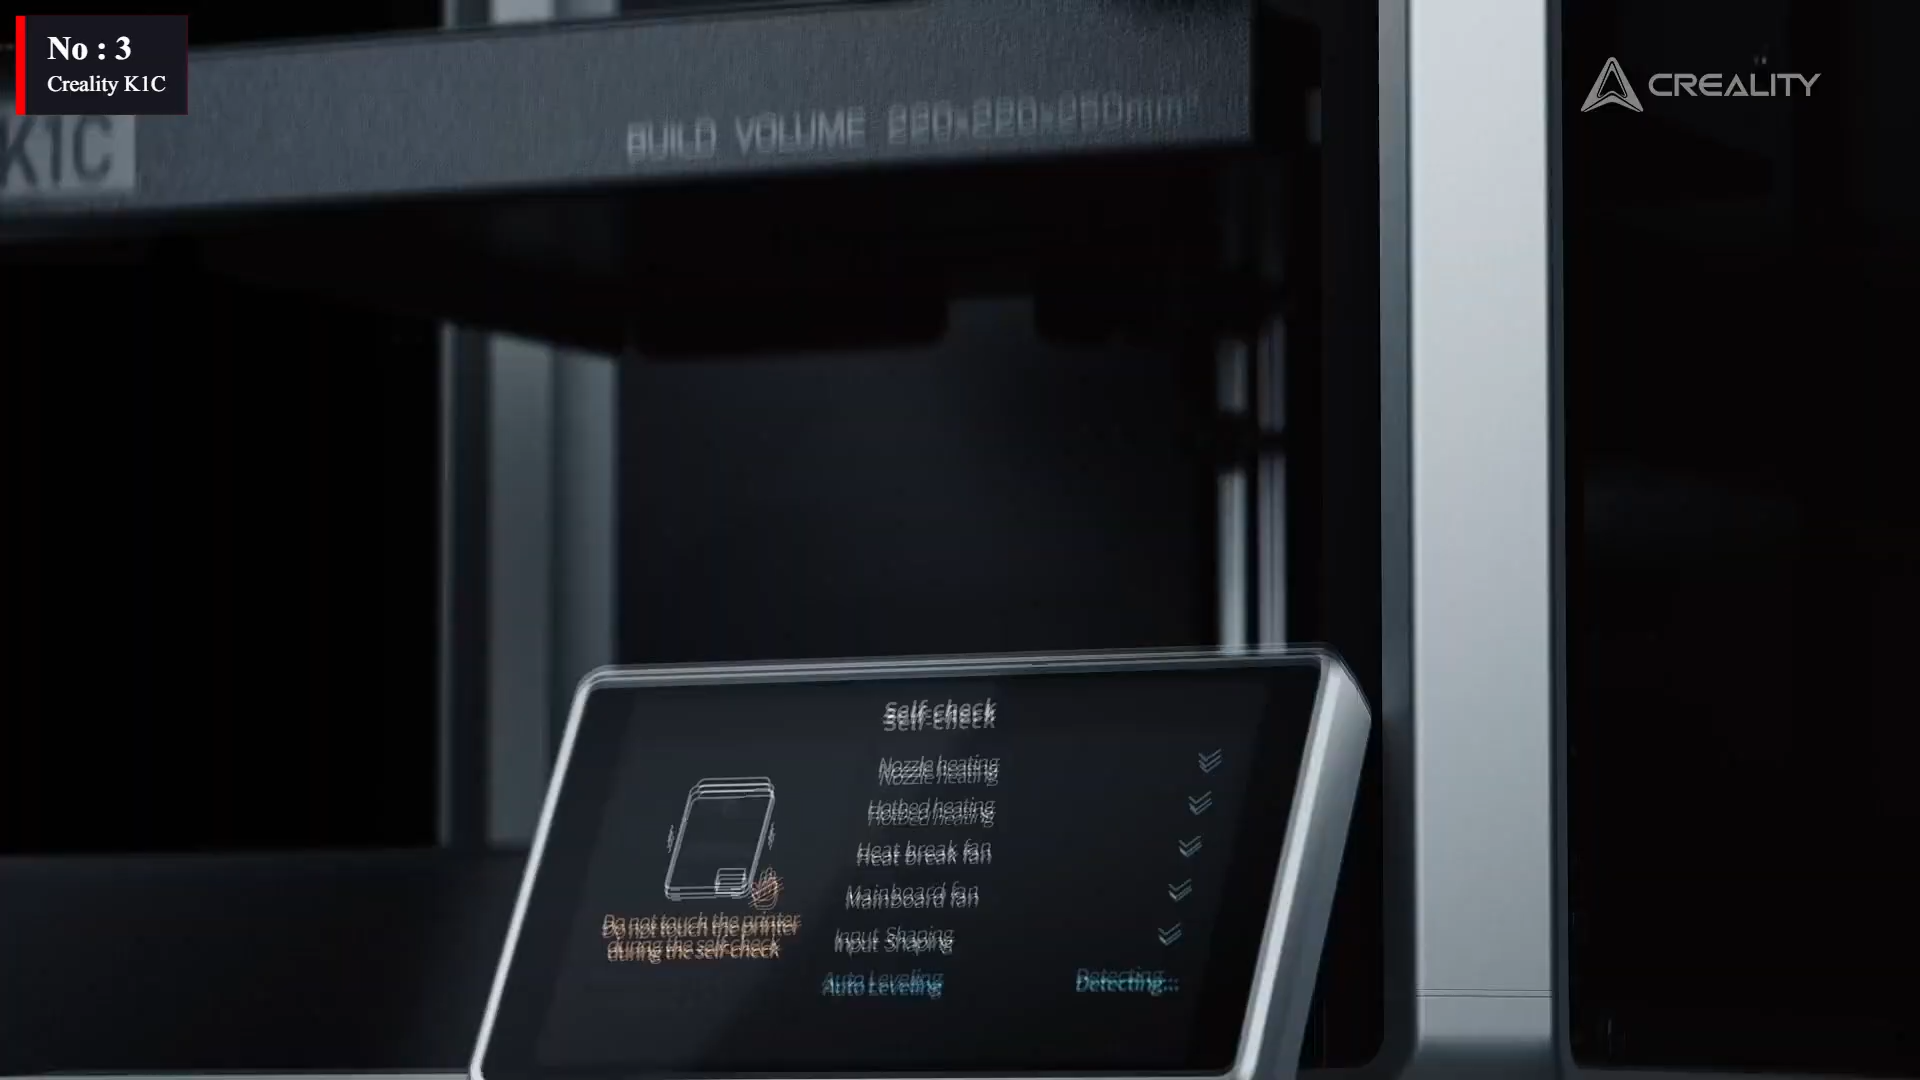 No : 3
Creality K1C
CREALITY
K1C
BUILD VOLUME 220x220x250mm³
Self-check
Nozzle heating
Hotbed heating
Heat break fan
Mainboard fan
Input Shaping
Auto Leveling Detecting...
Do not touch the printer
during the self-check